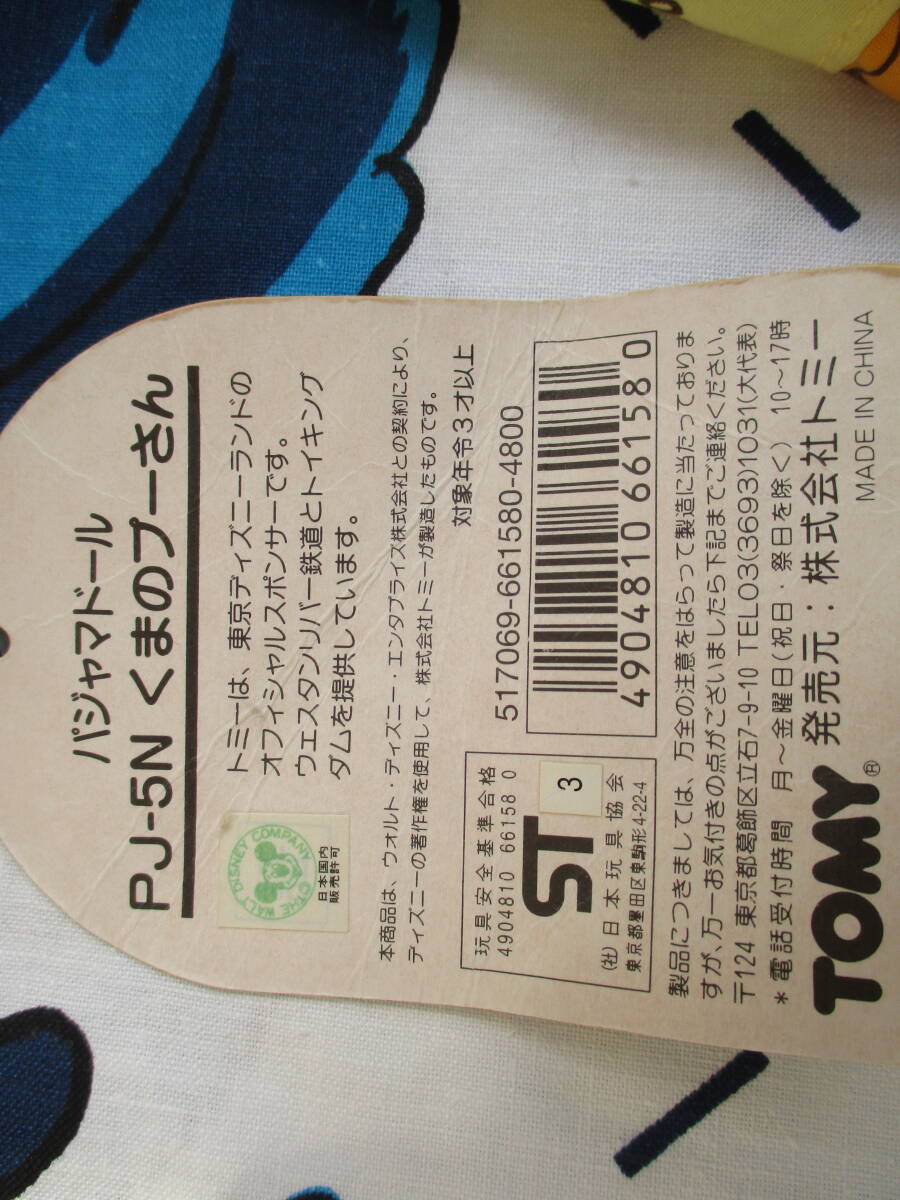 パジャマドール
PJ-5N くまのプーさん
トミーは、東京ディズニーランドの
オフィシャルスポンサーです。
ウェスタンリバー鉄道とトイキング
ダムを提供しています。
©THE WALT DISNEY COMPANY
日本国内
販売許可
本商品は、ウォルト・ディズニー・エンタプライズ株式会社との契約により、
ディズニーの著作権を使用して、株式会社トミーが製造したものです。
対象年令3才以上
玩具安全基準合格
4904810 66158 0
ST 3
(社)日本玩具協会
東京都墨田区東駒形4-22-4
517069-661580-4800
4904810661580
製品につきましては、万全の注意をはらって製造に当たっておりま
すが、万一お気付きの点がございましたら下記までご連絡ください。
〒124 東京都葛飾区立石7-9-10 TEL03(3693)1031(大代表)
*電話受付時間 月〜金曜日(祝日・祭日を除く) 10〜17時
TOMY® 発売元:株式会社トミー
MADE IN CHINA